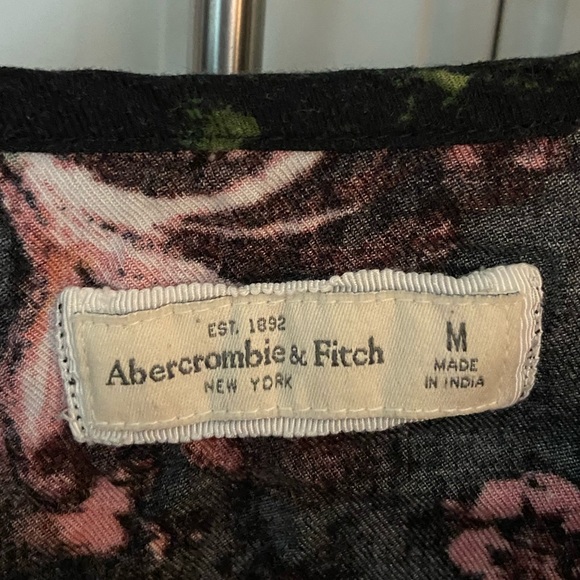 EST. 1892
Abercrombie & Fitch
NEW YORK
M
MADE
IN INDIA